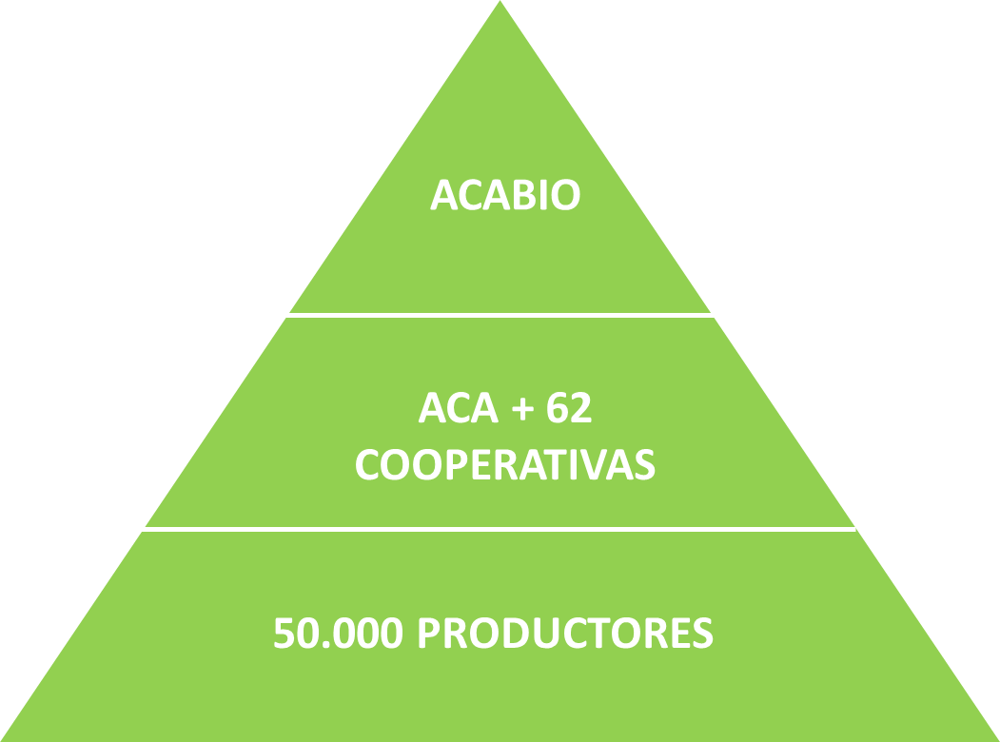 ACABIO
ACA + 62
COOPERATIVAS
50.000 PRODUCTORES